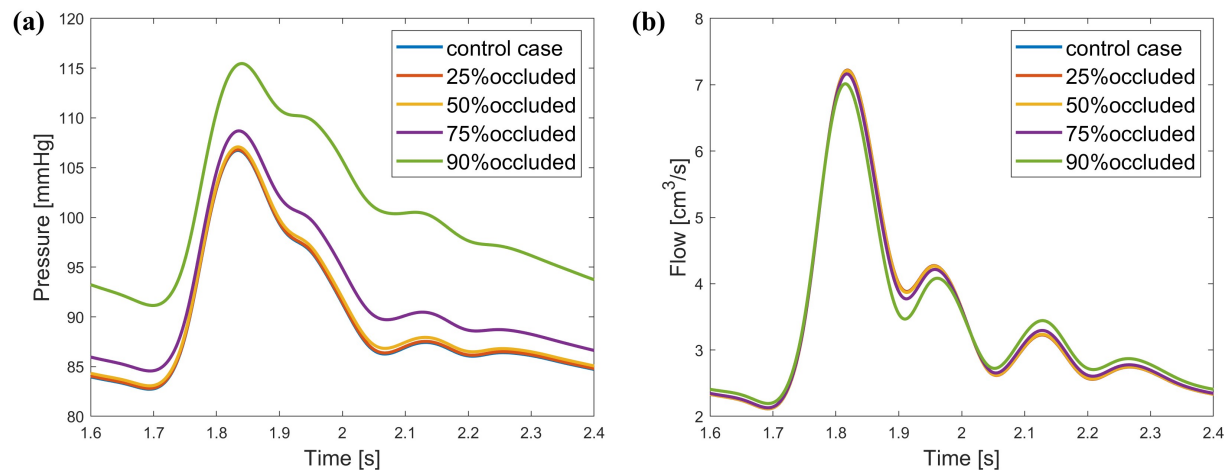 (a)
120
115
110
105
100
95
90
85
80
Pressure [mmHg]
control case
25%occluded
50%occluded
75%occluded
90%occluded
1.6 1.7 1.8 1.9 2 2.1 2.2 2.3 2.4
Time [s]
(b)
8
7
6
5
4
3
2
Flow [cm³/s]
control case
25%occluded
50%occluded
75%occluded
90%occluded
1.6 1.7 1.8 1.9 2 2.1 2.2 2.3 2.4
Time [s]